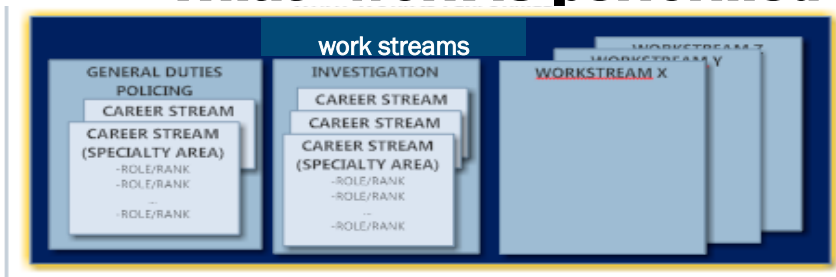 work streams
GENERAL DUTIES
POLICING
CAREER STREAM
CAREER STREAM
(SPECIALTY AREA)
-ROLE/RANK
-ROLE/RANK
...
-ROLE/RANK
INVESTIGATION
CAREER STREAM
CAREER STREAM
CAREER STREAM
(SPECIALTY AREA)
-ROLE/RANK
-ROLE/RANK
...
-ROLE/RANK
WORKSTREAM Z
WORKSTREAM Y
WORKSTREAM X